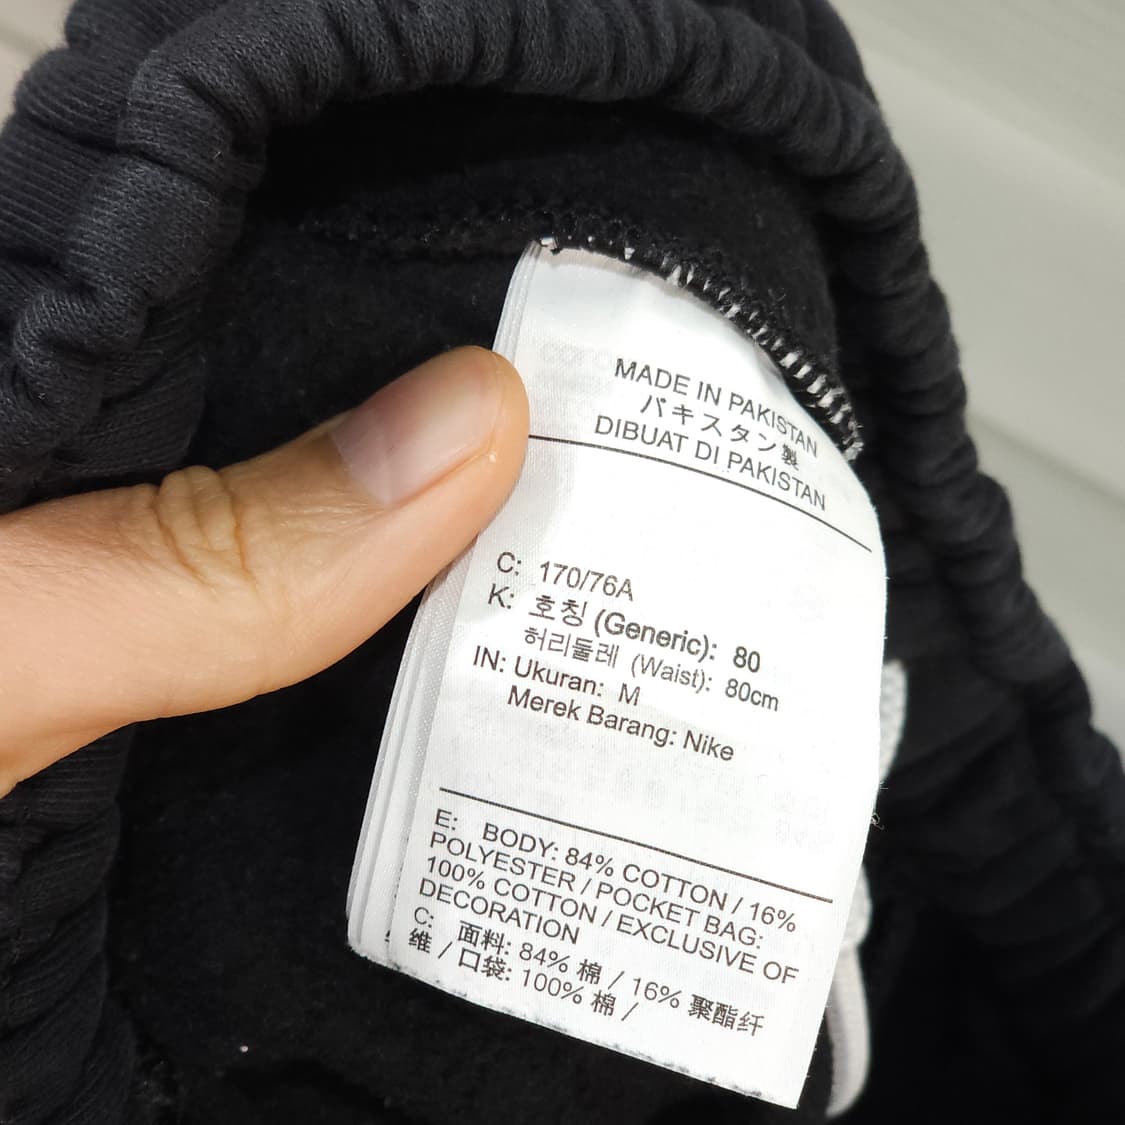 MADE IN PAKISTAN
パキスタン製
DIBUAT DI PAKISTAN
C: 170/76A
K: 호칭 (Generic): 80
허리둘레 (Waist): 80cm
IN: Ukuran: M
Merek Barang: Nike
E: BODY: 84% COTTON / 16%
POLYESTER / POCKET BAG:
100% COTTON / EXCLUSIVE OF
DECORATION
C: 面料: 84% 棉 / 16% 聚酯纤
维 / 口袋: 100% 棉 /